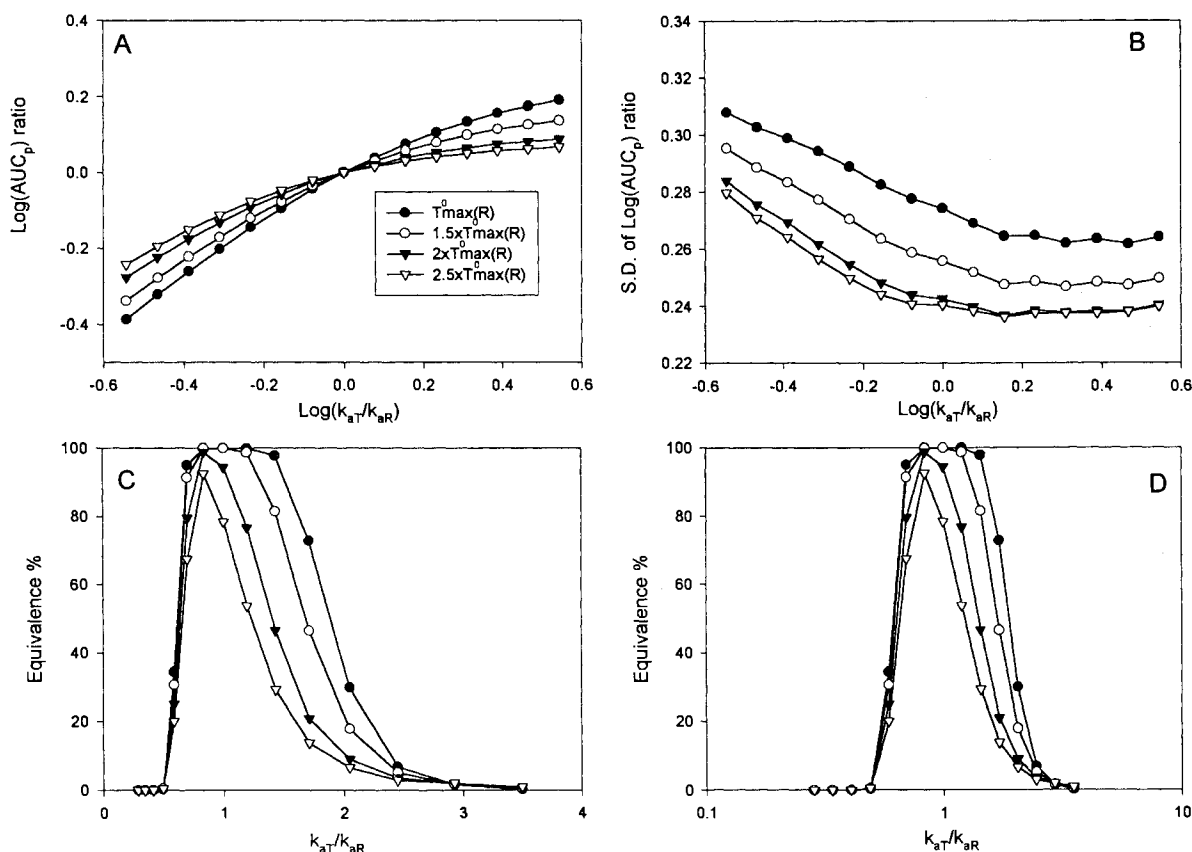 A
Log(AUCp) ratio
0.4
0.2
0.0
-0.2
-0.4
-0.6 -0.4 -0.2 0.0 0.2 0.4 0.6
Log(kaT/kaR)
T⁰max(R)
1.5xT⁰max(R)
2xT⁰max(R)
2.5xT⁰max(R)
B
S.D. of Log(AUCp) ratio
0.34
0.32
0.30
0.28
0.26
0.24
0.22
-0.6 -0.4 -0.2 0.0 0.2 0.4 0.6
Log(kaT/kaR)
C
Equivalence %
100
80
60
40
20
0
0 1 2 3 4
kaT/kaR
D
Equivalence %
100
80
60
40
20
0
0.1 1 10
kaT/kaR